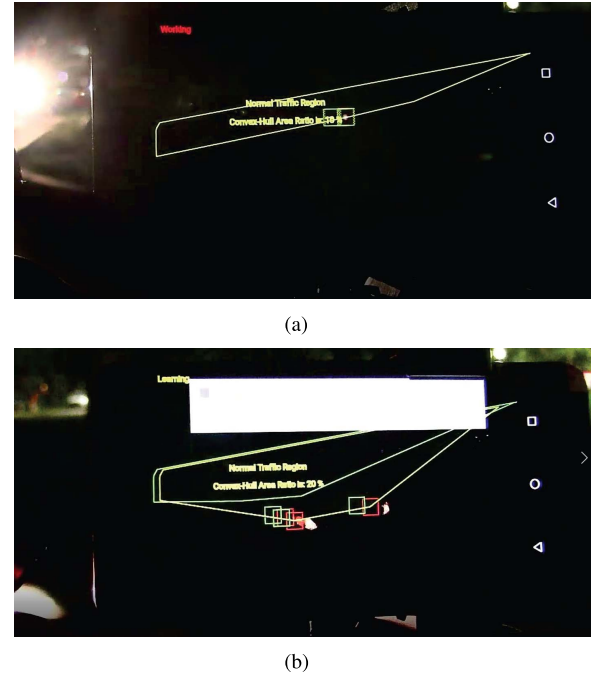 Working
Normal Traffic Region
Convex-Hull Area Ratio is: 18 %
(a)
Learning
Normal Traffic Region
Convex-Hull Area Ratio is: 20 %
(b)